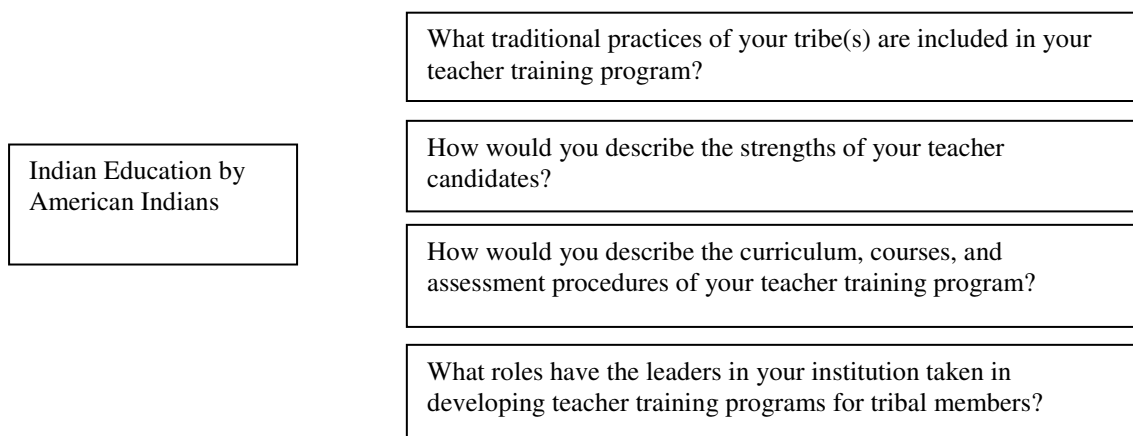 What traditional practices of your tribe(s) are included in your
teacher training program?
Indian Education by
American Indians
How would you describe the strengths of your teacher
candidates?
How would you describe the curriculum, courses, and
assessment procedures of your teacher training program?
What roles have the leaders in your institution taken in
developing teacher training programs for tribal members?